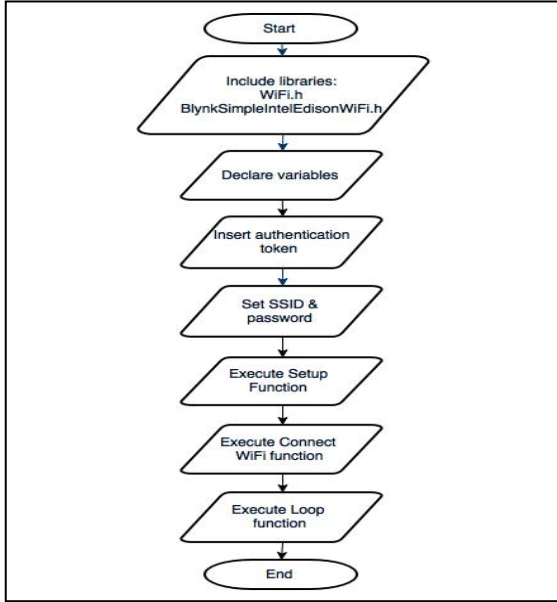 Start
Include libraries:
WiFi.h
BlynkSimpleIntelEdisonWiFi.h
Declare variables
Insert authentication
token
Set SSID &
password
Execute Setup
Function
Execute Connect
WiFi function
Execute Loop
function
End